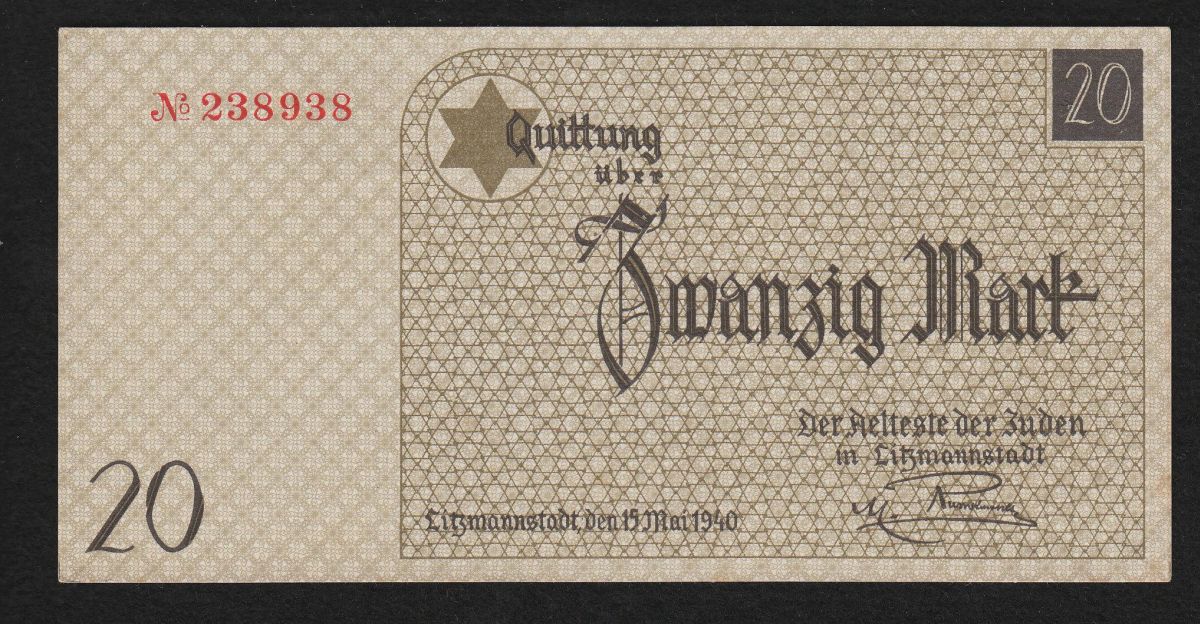 № 238938
20
Quittung
über
Zwanzig Mark
Der Aelteste der Juden
in Litzmannstadt
Litzmannstadt, den 15. Mai 1940
M.
20